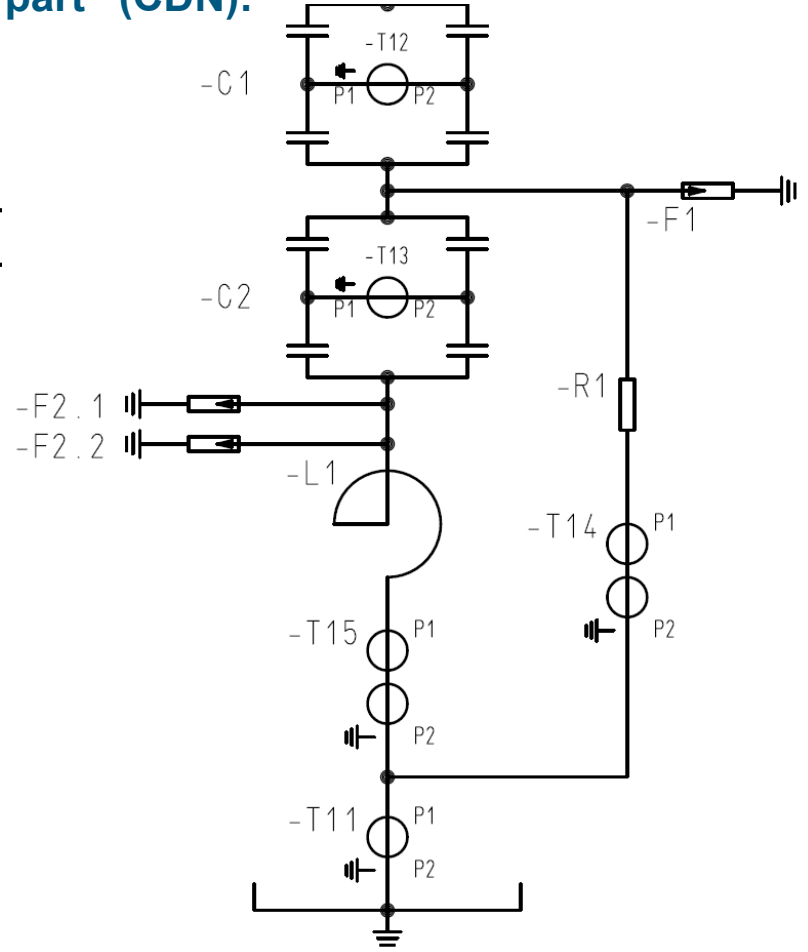 part" (CDN).
-T12
-C1
P1 P2
-F1
-T13
-C2
P1 P2
-F2.1
-R1
-F2.2
-L1
-T14 P1
P2
-T15 P1
P2
-T11 P1
P2